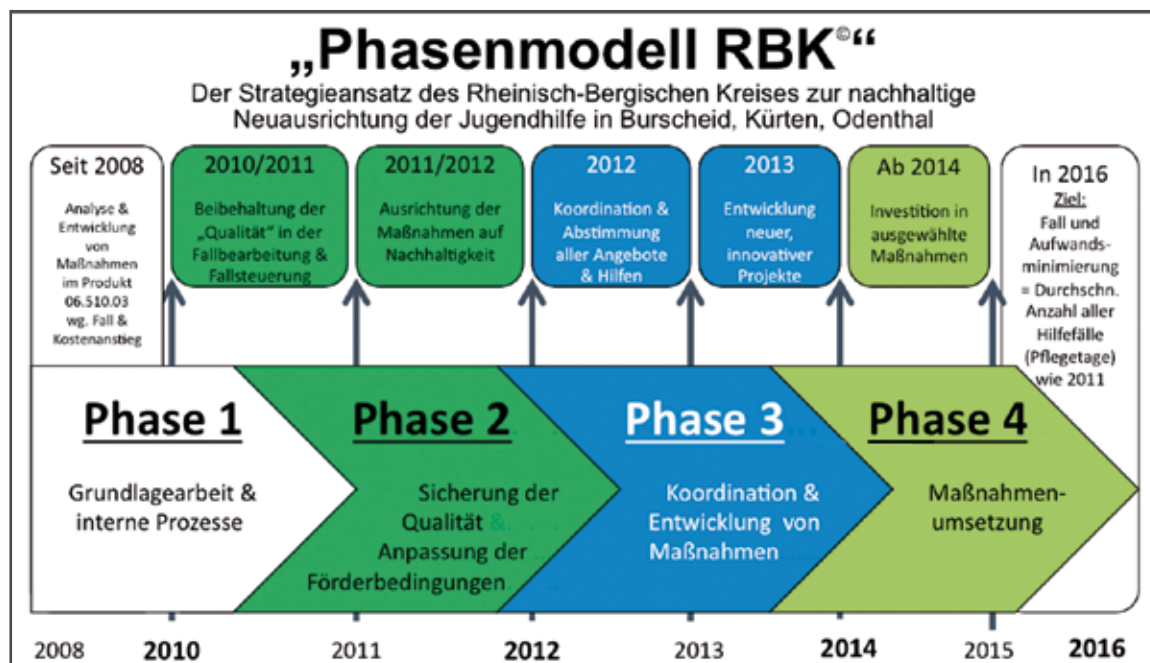 „Phasenmodell RBK©“
Der Strategieansatz des Rheinisch-Bergischen Kreises zur nachhaltige
Neuausrichtung der Jugendhilfe in Burscheid, Kürten, Odenthal
Seit 2008
Analyse &
Entwicklung
von
Maßnahmen
im Produkt
06.510.03
wg. Fall &
Kostenanstieg
2010/2011
Beibehaltung der
„Qualität“ in der
Fallbearbeitung &
Fallsteuerung
2011/2012
Ausrichtung der
Maßnahmen auf
Nachhaltigkeit
2012
Koordination &
Abstimmung
aller Angebote
& Hilfen
2013
Entwicklung
neuer,
innovativer
Projekte
Ab 2014
Investition in
ausgewählte
Maßnahmen
In 2016
Ziel:
Fall und
Aufwands-
minimierung
= Durchschn.
Anzahl aller
Hilfefälle
(Pflegetage)
wie 2011
Phase 1
Grundlagearbeit &
interne Prozesse
Phase 2
Sicherung der
Qualität &
Anpassung der
Förderbedingungen
Phase 3
Koordination &
Entwicklung von
Maßnahmen
Phase 4
Maßnahmen-
umsetzung
2008 2010 2011 2012 2013 2014 2015 2016